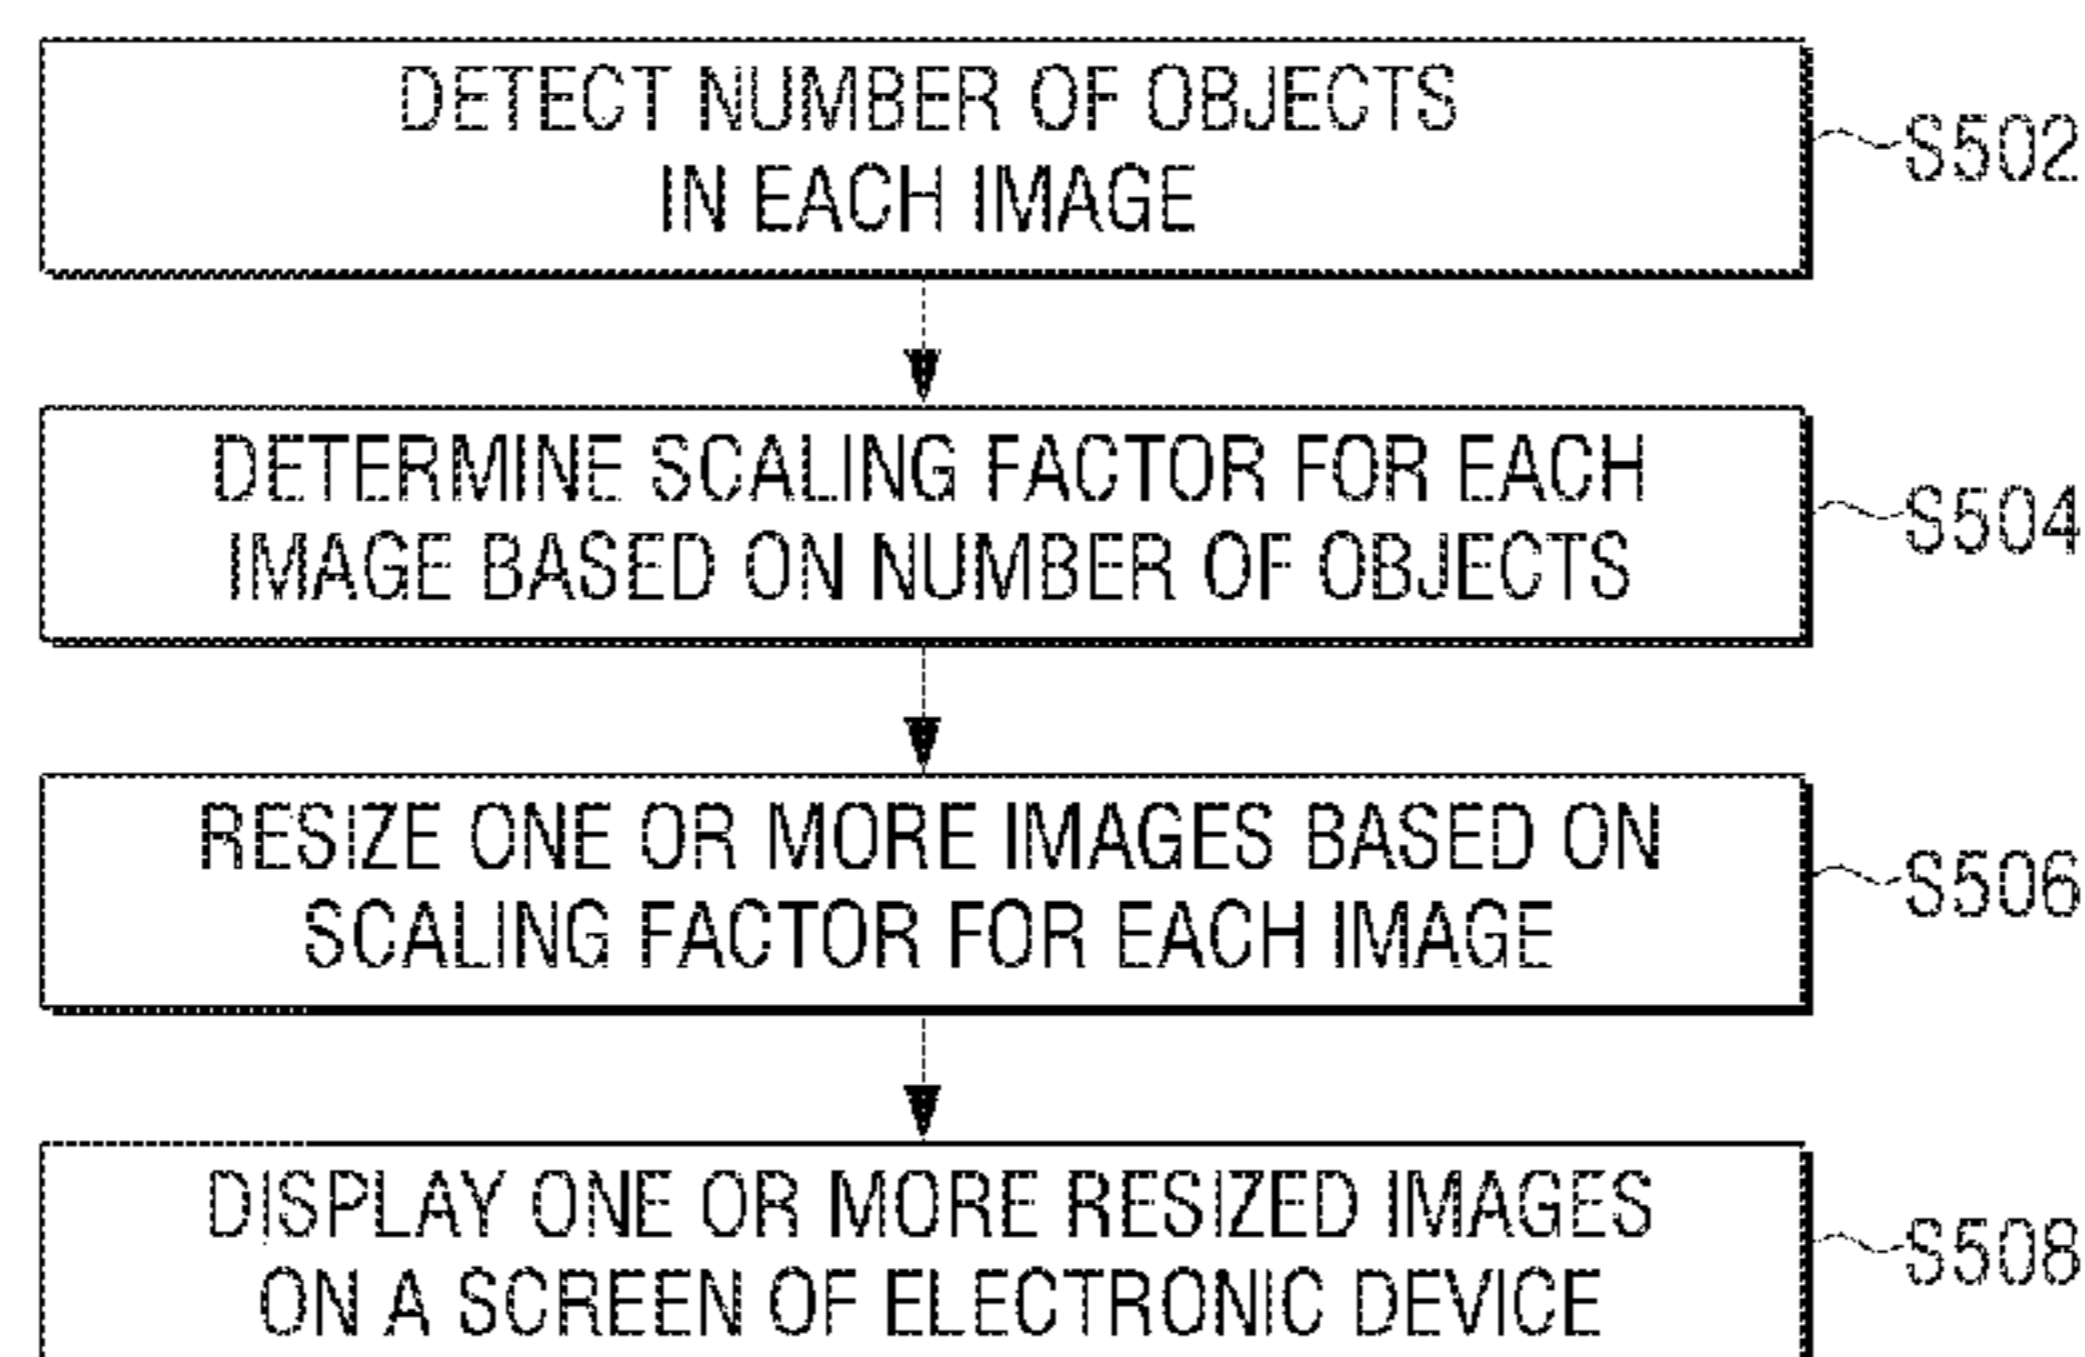 DETECT NUMBER OF OBJECTS
IN EACH IMAGE
S502
DETERMINE SCALING FACTOR FOR EACH
IMAGE BASED ON NUMBER OF OBJECTS
S504
RESIZE ONE OR MORE IMAGES BASED ON
SCALING FACTOR FOR EACH IMAGE
S506
DISPLAY ONE OR MORE RESIZED IMAGES
ON A SCREEN OF ELECTRONIC DEVICE
S508